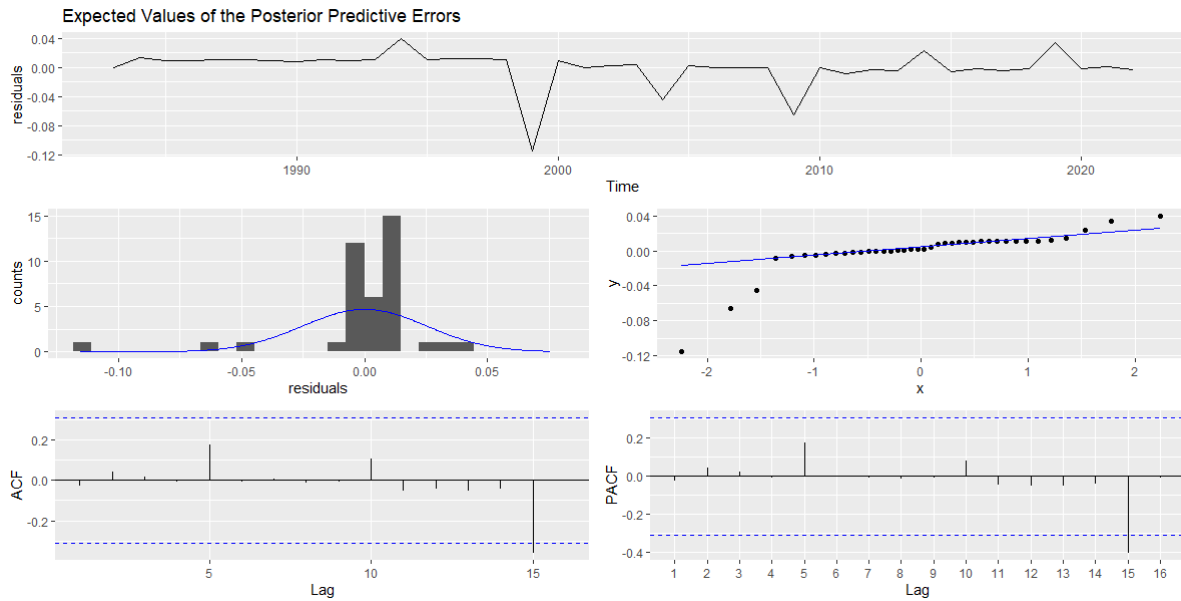 Expected Values of the Posterior Predictive Errors
residuals
0.04
0.00
-0.04
-0.08
-0.12
1990 2000 2010 2020
Time
counts
15
10
5
0
-0.10 -0.05 0.00 0.05
residuals
y
0.04
0.00
-0.04
-0.08
-0.12
-2 -1 0 1 2
x
ACF
0.2
0.0
-0.2
5 10 15
Lag
PACF
0.2
0.0
-0.2
-0.4
1 2 3 4 5 6 7 8 9 10 11 12 13 14 15 16
Lag